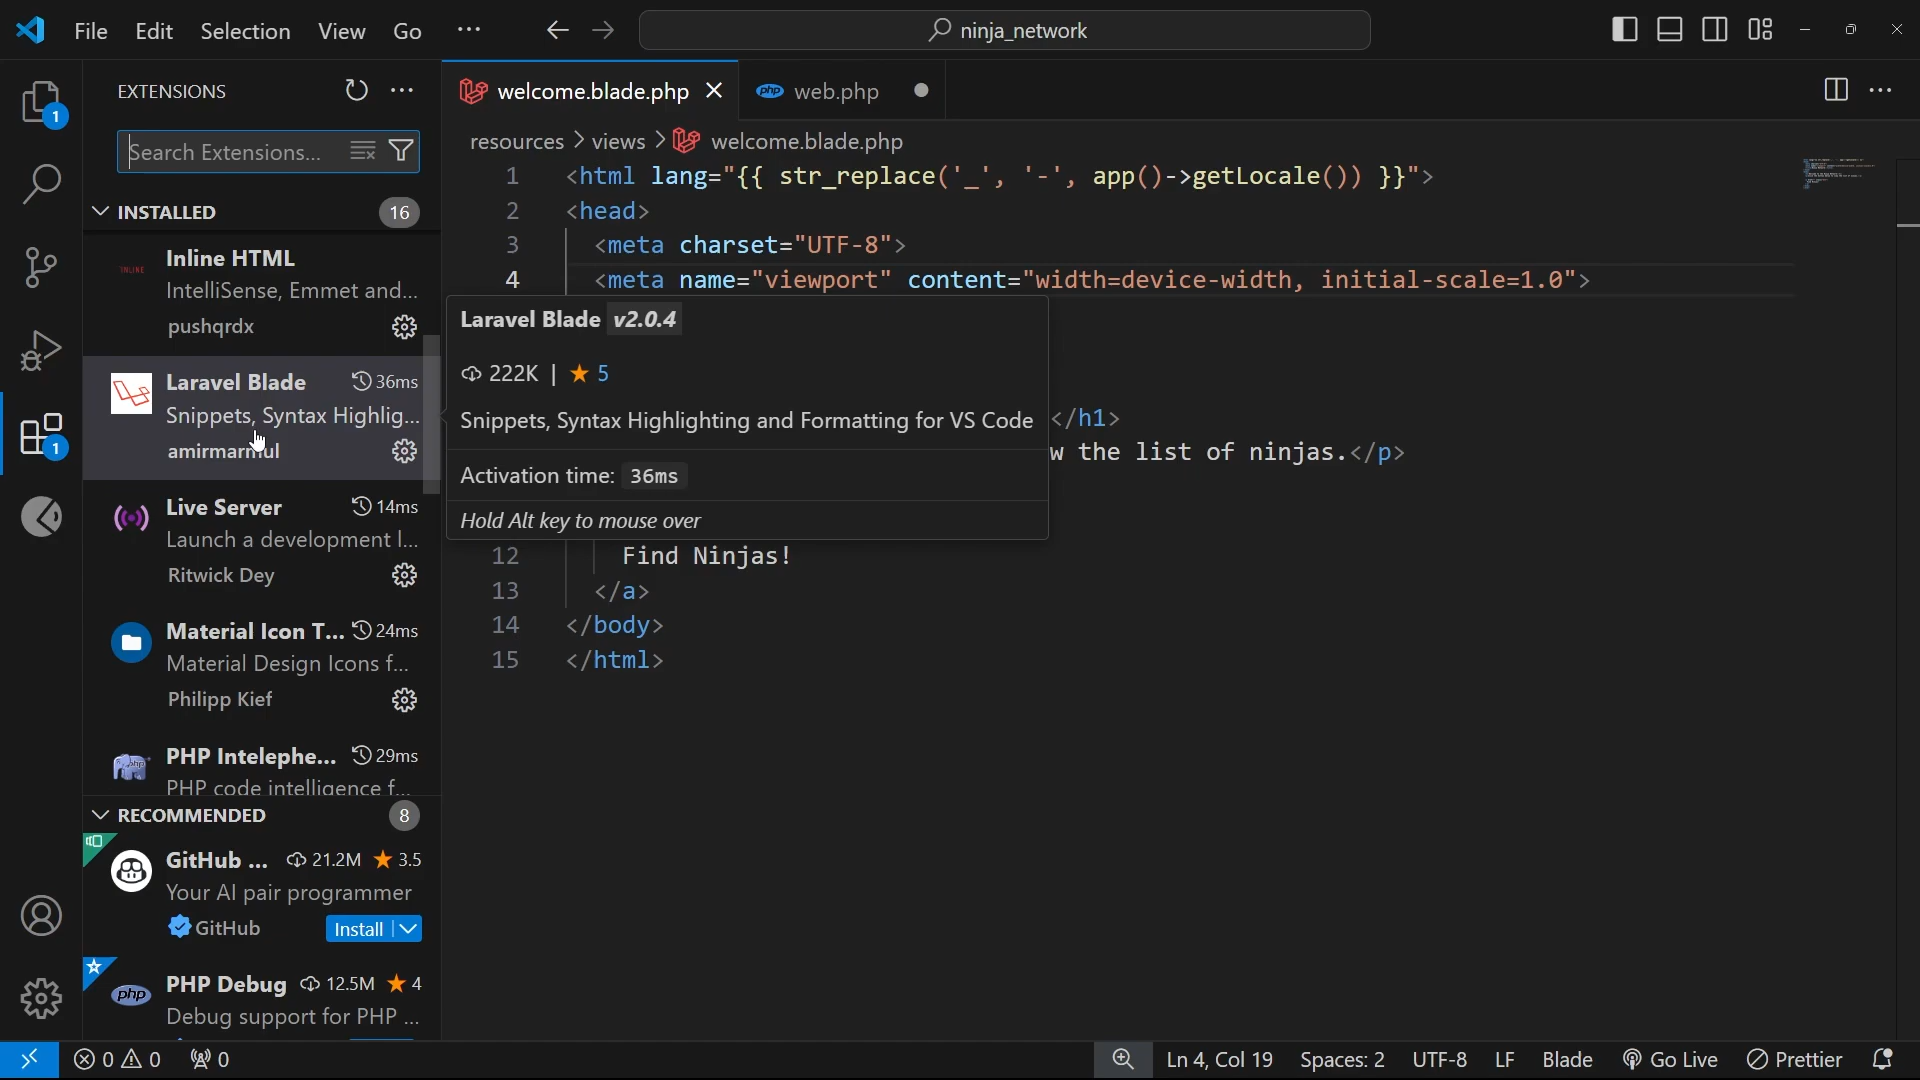 File Edit Selection View Go ··· ninja_network
EXTENSIONS
Search Extensions...
INSTALLED 16
INLINE
Inline HTML
IntelliSense, Emmet and...
pushqrdx
Laravel Blade 36ms
Snippets, Syntax Highlig...
amirmarmul
Live Server 14ms
Launch a development l...
Ritwick Dey
Material Icon T... 24ms
Material Design Icons f...
Philipp Kief
php
PHP Intelephe... 29ms
PHP code intelligence f...
RECOMMENDED 8
GitHub ... 21.2M ★ 3.5
Your AI pair programmer
GitHub Install
php
PHP Debug 12.5M ★ 4
Debug support for PHP ...
1
1
welcome.blade.php
php web.php
resources > views > welcome.blade.php
1 <html lang="{{ str_replace('_', '-', app()->getLocale()) }}">
2 <head>
3 <meta charset="UTF-8">
4 <meta name="viewport" content="width=device-width, initial-scale=1.0">
Laravel Blade v2.0.4
222K | ★ 5
Snippets, Syntax Highlighting and Formatting for VS Code
Activation time: 36ms
Hold Alt key to mouse over
</h1>
w the list of ninjas.</p>
12 Find Ninjas!
13 </a>
14 </body>
15 </html>
0 0 0 Ln 4, Col 19 Spaces: 2 UTF-8 LF Blade Go Live Prettier